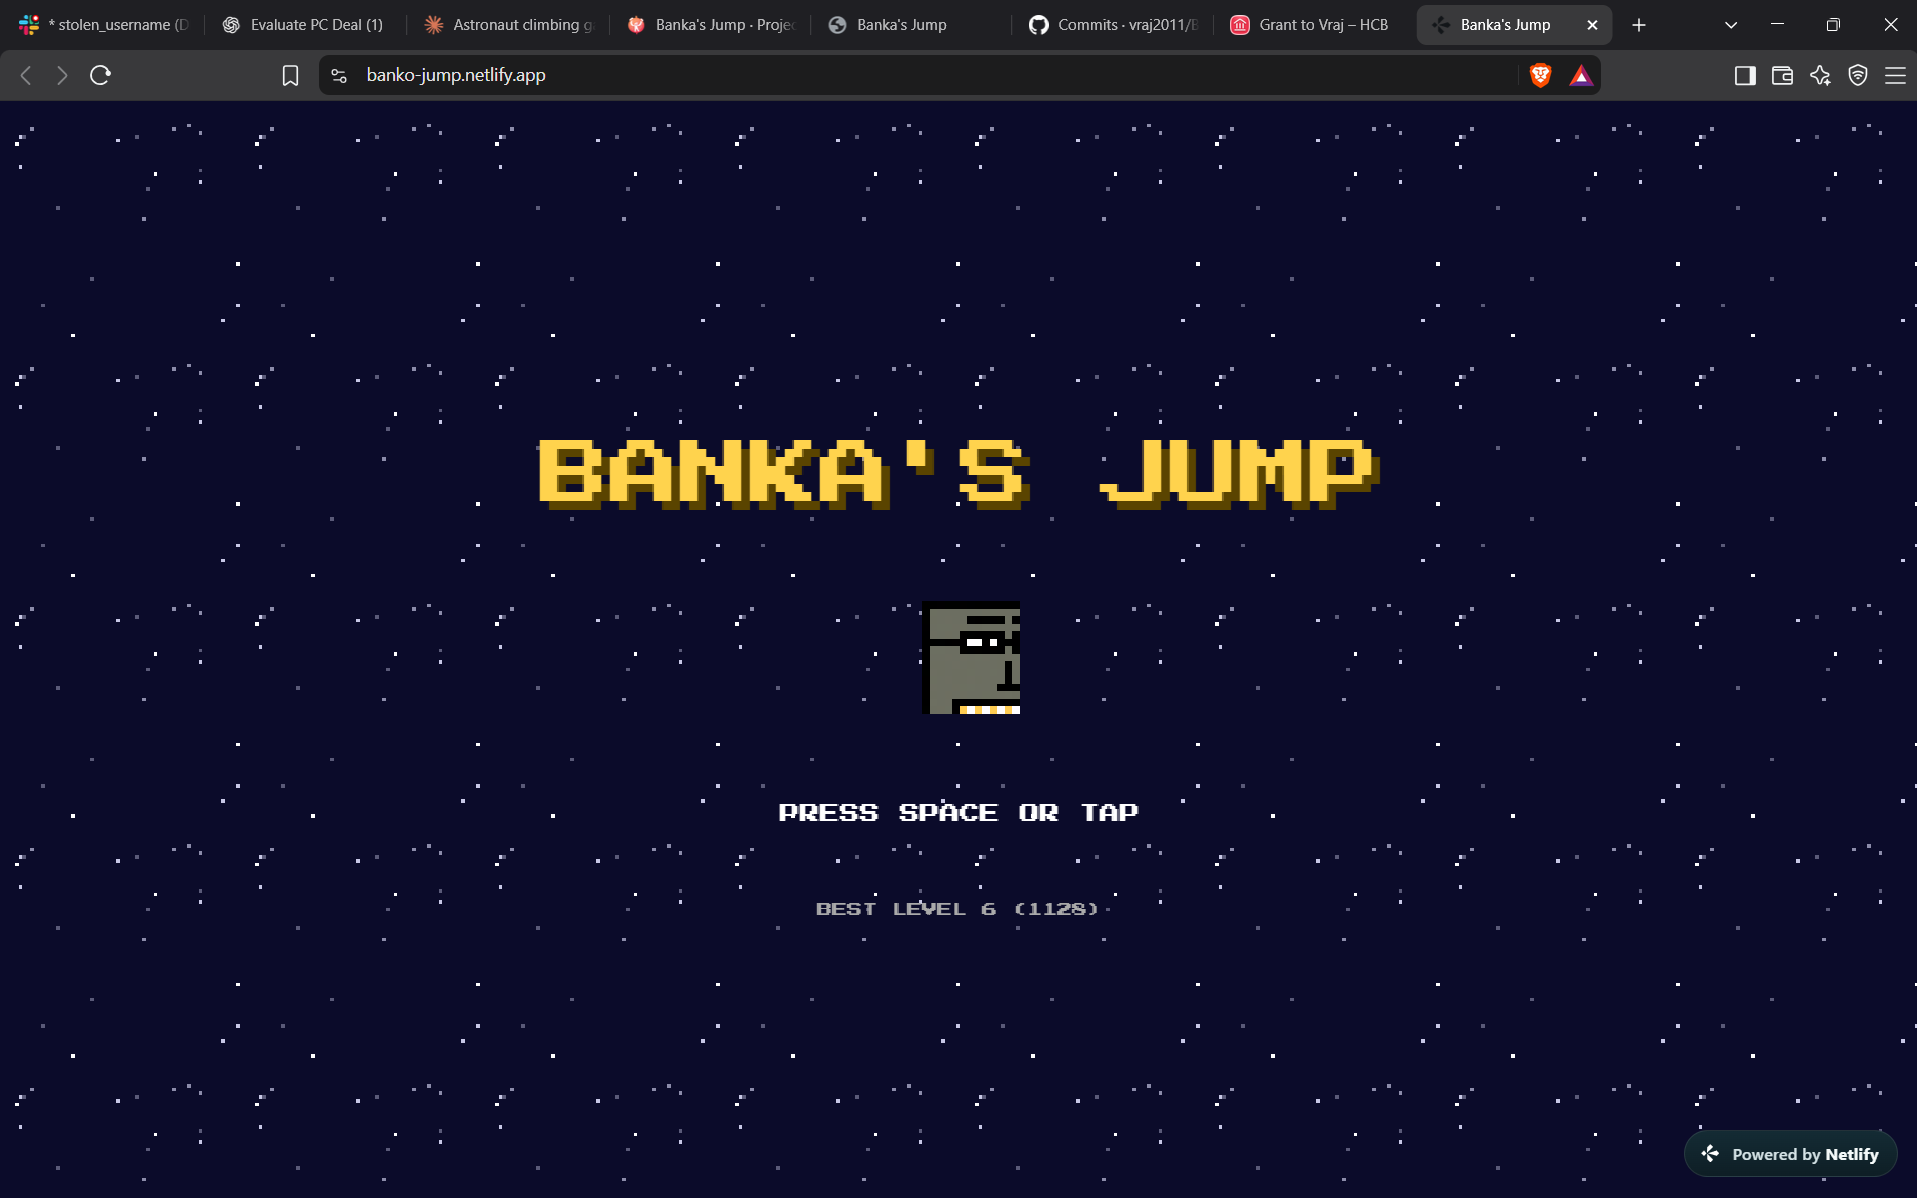 * stolen_username (D
Evaluate PC Deal (1)
Astronaut climbing g
Banka's Jump · Projec
Banka's Jump
Commits · vraj2011/B
Grant to Vraj – HCB
Banka's Jump
banko-jump.netlify.app
BANKA'S JUMP
PRESS SPACE OR TAP
BEST LEVEL 6 (1128)
Powered by Netlify